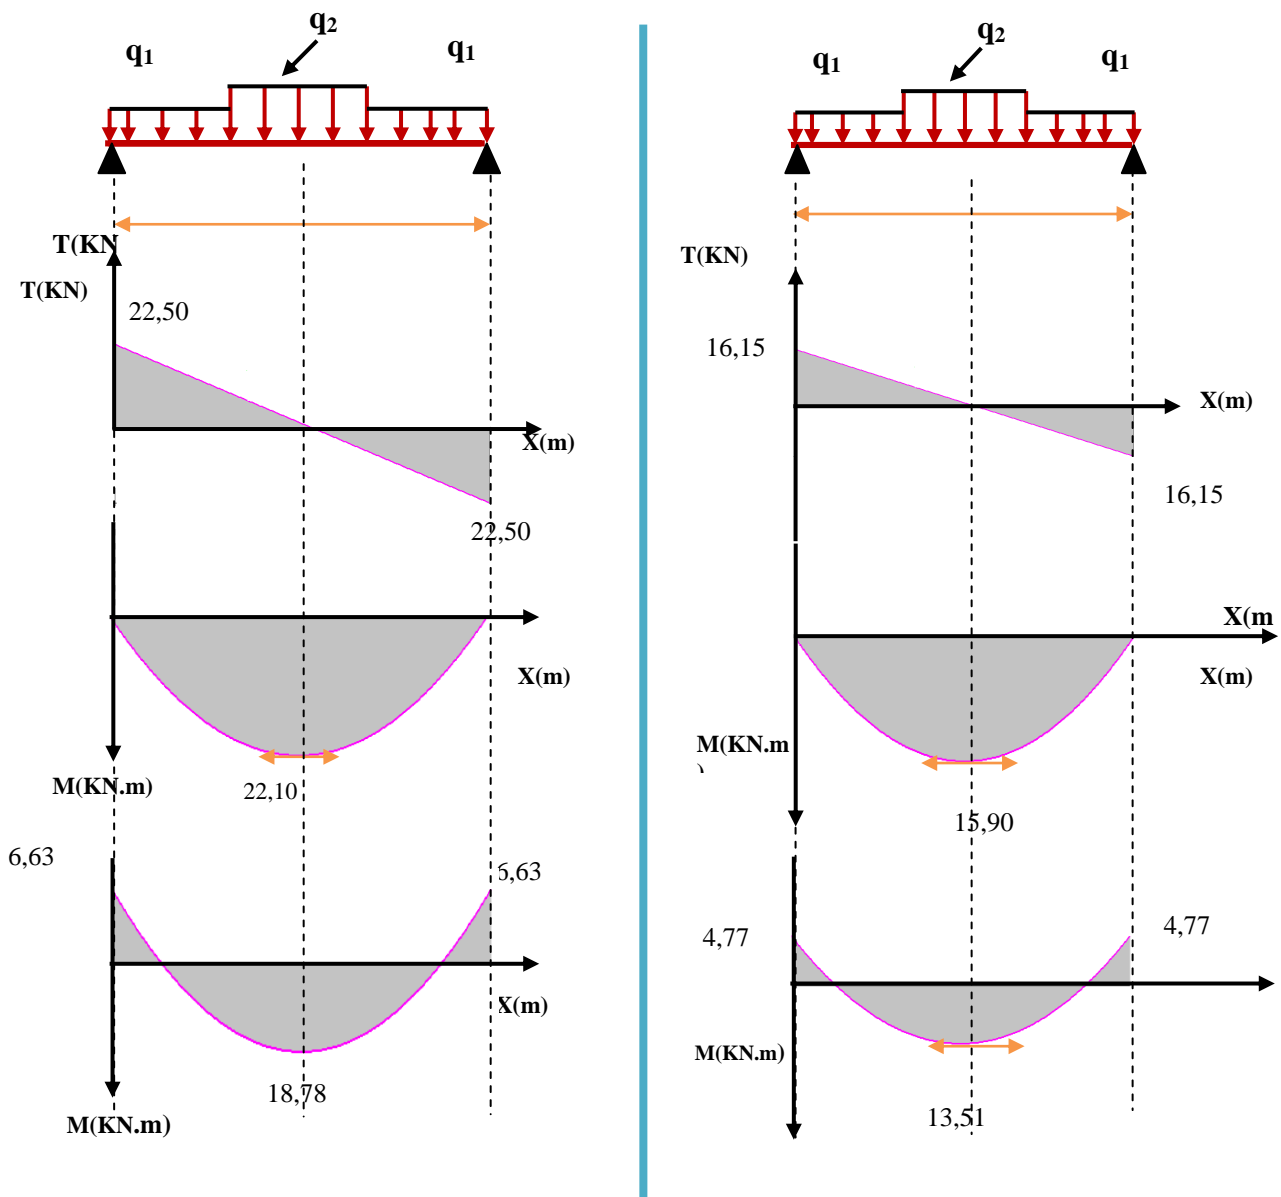 q2
q1
q1
T(KN
T(KN)
22,50
X(m)
22,50
X(m)
M(KN.m)
22,10
6,63
6,63
X(m)
18,78
M(KN.m)
q2
q1
q1
T(KN)
16,15
X(m)
16,15
X(m
X(m)
M(KN.m
)
15,90
4,77
4,77
M(KN.m)
13,51